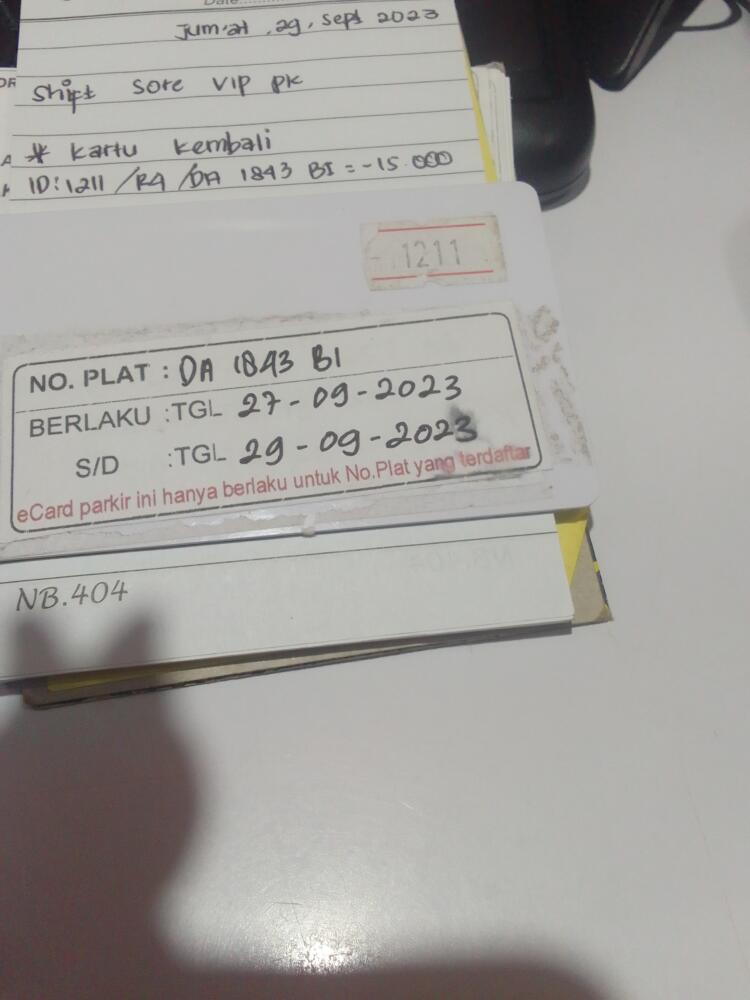 Date
Jum'at , 29, Sept 2023
Shift Sore VIP PK
* Kartu Kembali
ID:1211 /RA /DA 1843 BI = -15.000
1211
NO. PLAT : DA 1843 BI
BERLAKU :TGL 27-09-2023
S/D :TGL 29-09-2023
eCard parkir ini hanya berlaku untuk No.Plat yang terdaftar
NB.404